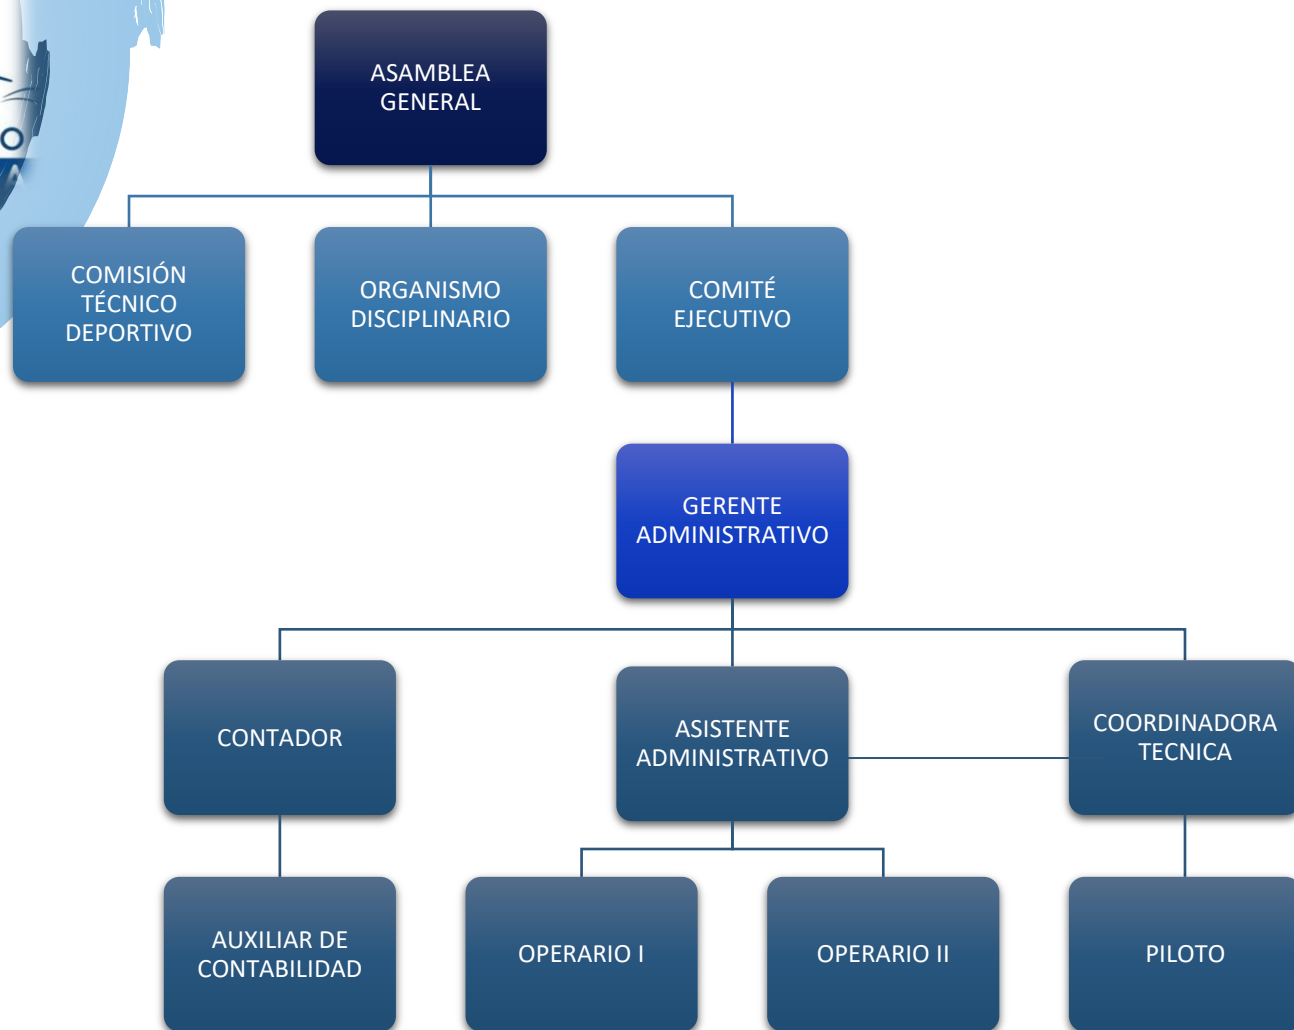 ASAMBLEA
GENERAL
COMISIÓN
TÉCNICO
DEPORTIVO
ORGANISMO
DISCIPLINARIO
COMITÉ
EJECUTIVO
GERENTE
ADMINISTRATIVO
CONTADOR
ASISTENTE
ADMINISTRATIVO
COORDINADORA
TECNICA
AUXILIAR DE
CONTABILIDAD
OPERARIO I
OPERARIO II
PILOTO